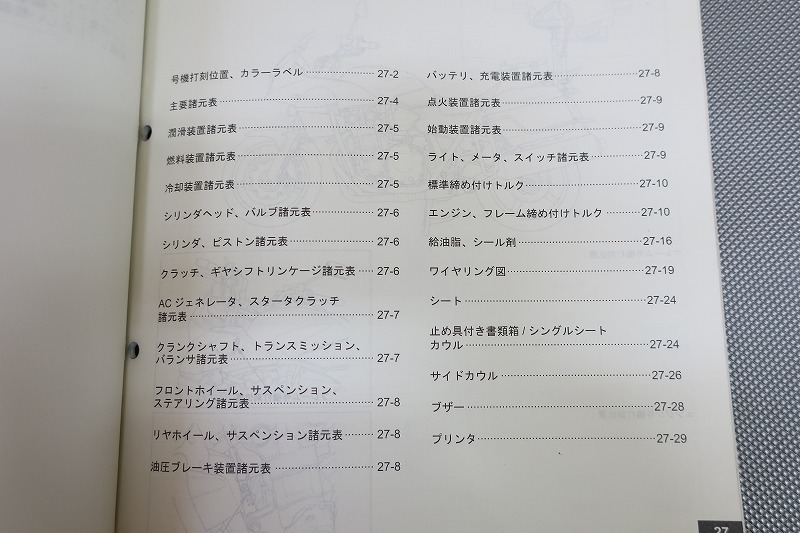 号機打刻位置、カラーラベル 27-2
主要諸元表 27-4
潤滑装置諸元表 27-5
燃料装置諸元表 27-5
冷却装置諸元表 27-5
シリンダヘッド、バルブ諸元表 27-6
シリンダ、ピストン諸元表 27-6
クラッチ、ギヤシフトリンケージ諸元表 27-6
AC ジェネレータ、スタータクラッチ
諸元表 27-7
クランクシャフト、トランスミッション、
バランサ諸元表 27-7
フロントホイール、サスペンション、
ステアリング諸元表 27-8
リヤホイール、サスペンション諸元表 27-8
油圧ブレーキ装置諸元表 27-8
バッテリ、充電装置諸元表 27-8
点火装置諸元表 27-9
始動装置諸元表 27-9
ライト、メータ、スイッチ諸元表 27-9
標準締め付けトルク 27-10
エンジン、フレーム締め付けトルク 27-10
給油脂、シール剤 27-16
ワイヤリング図 27-19
シート 27-24
止め具付き書類箱 / シングルシート
カウル 27-24
サイドカウル 27-26
ブザー 27-28
プリンタ 27-29
27